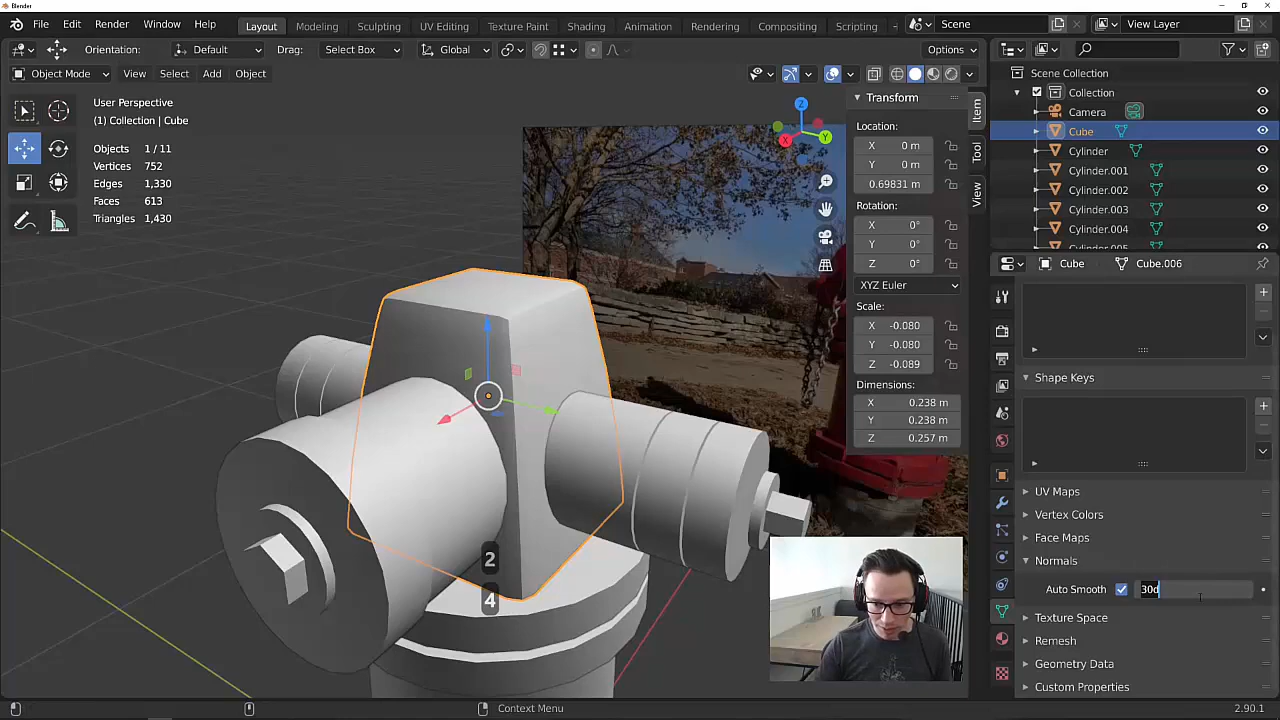 Blender
File Edit Render Window Help Layout Modeling Sculpting UV Editing Texture Paint Shading Animation Rendering Compositing Scripting Scene View Layer
Orientation: Default Drag: Select Box Global Options
Object Mode View Select Add Object
User Perspective
(1) Collection | Cube
Objects 1 / 11
Vertices 752
Edges 1,330
Faces 613
Triangles 1,430
Z
Y
X
2
4
Transform
Location:
X 0 m
Y 0 m
0.69831 m
Rotation:
X 0°
Y 0°
Z 0°
XYZ Euler
Scale:
X -0.080
Y -0.080
Z -0.089
Dimensions:
X 0.238 m
Y 0.238 m
Z 0.257 m
Item
Tool
View
Scene Collection
Collection
Camera
Cube
Cylinder
Cylinder.001
Cylinder.002
Cylinder.003
Cylinder.004
Cylinder.005
Cube Cube.006
Shape Keys
UV Maps
Vertex Colors
Face Maps
Normals
Auto Smooth 30d
Texture Space
Remesh
Geometry Data
Custom Properties
Context Menu
2.90.1